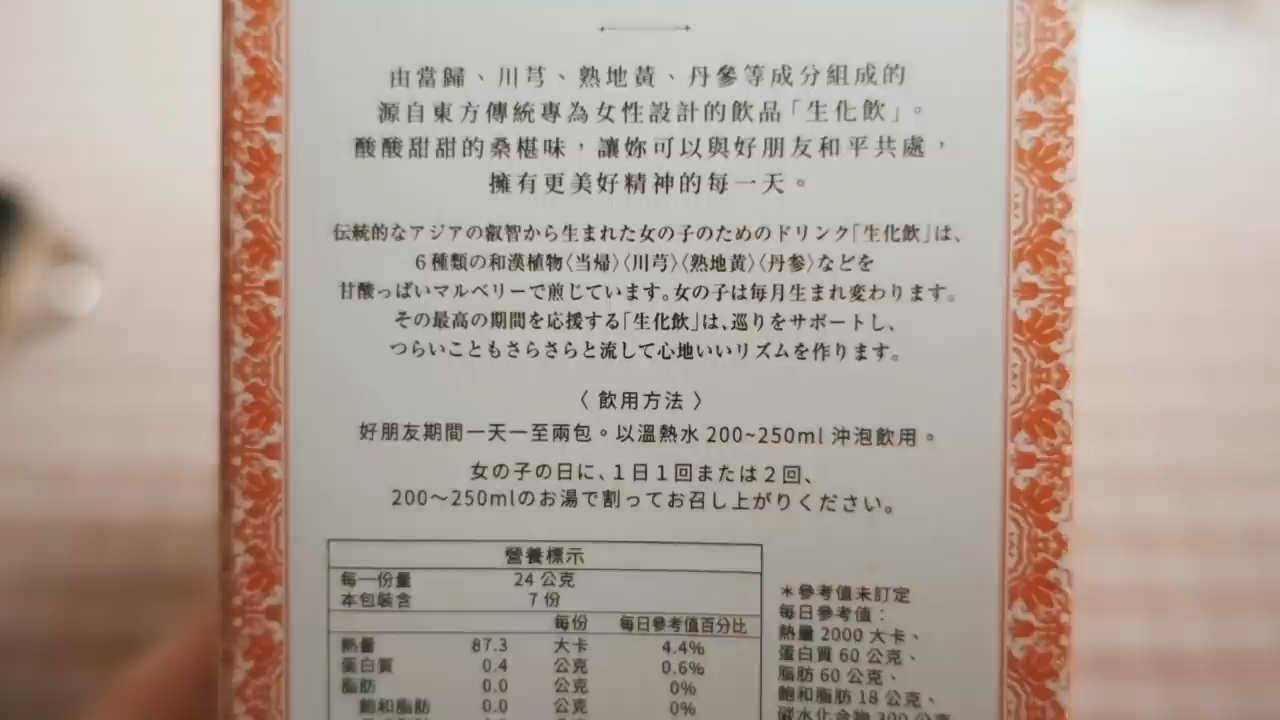 由當歸、川芎、熟地黃、丹參等成分組成的
源自東方傳統專為女性設計的飲品「生化飲」。
酸酸甜甜的桑椹味，讓妳可以與好朋友和平共處，
擁有更美好精神的每一天。
伝統的なアジアの叡智から生まれた女の子のためのドリンク「生化飲」は、
6種類の和漢植物〈当帰〉〈川芎〉〈熟地黄〉〈丹参〉などを
甘酸っぱいマルベリーで煎じています。女の子は毎月生まれ変わります。
その最高の期間を応援する「生化飲」は、巡りをサポートし、
つらいこともさらさらと流して心地いいリズムを作ります。
〈 飲用方法 〉
好朋友期間一天一至兩包。以溫熱水 200~250ml 沖泡飲用。
女の子の日に、1日1回または2回、
200〜250mlのお湯で割ってお召し上がりください。
營養標示
每一份量 24 公克
本包裝含 7 份
每份 每日參考值百分比
熱量 87.3 大卡 4.4%
蛋白質 0.4 公克 0.6%
脂肪 0.0 公克 0%
飽和脂肪 0.0 公克 0%
＊參考值未訂定
每日參考值：
熱量 2000 大卡、
蛋白質 60 公克、
脂肪 60 公克、
飽和脂肪 18 公克、
碳水化合物 300 公克